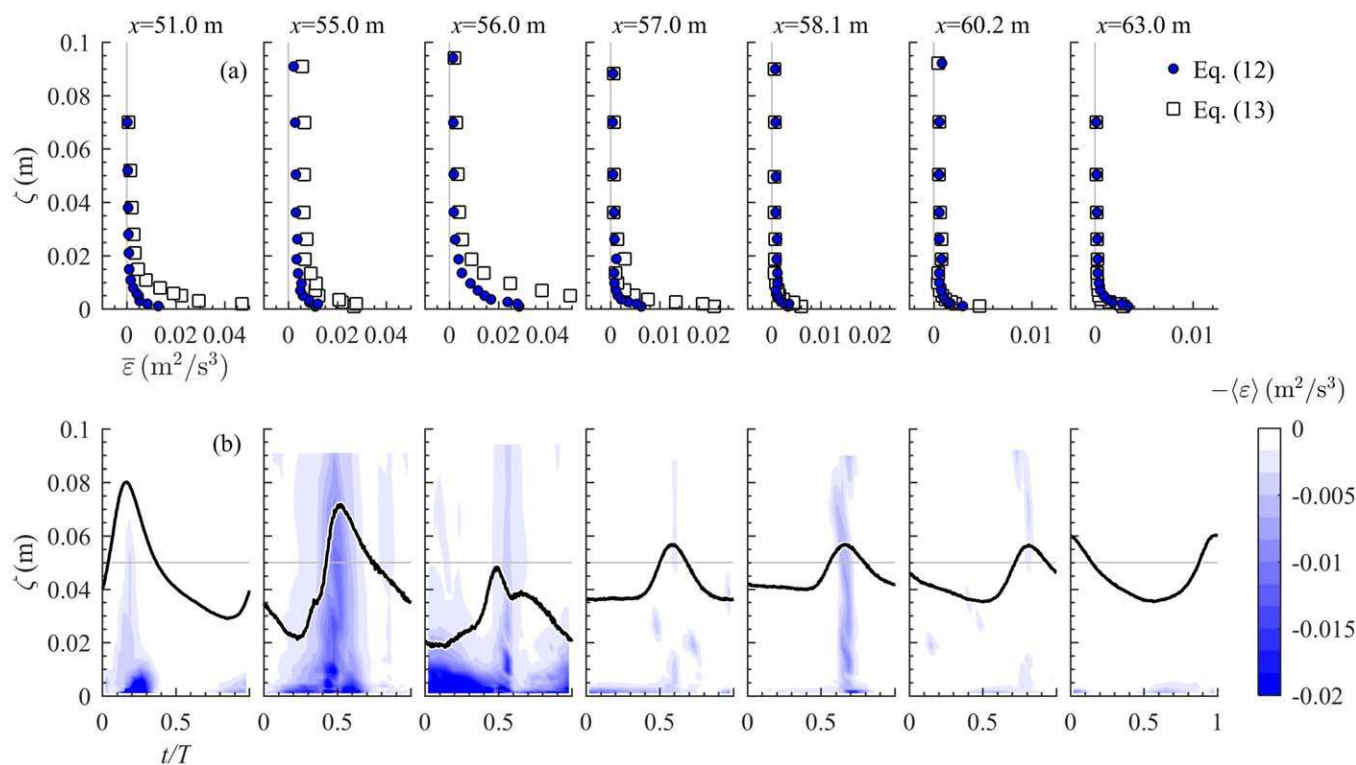 x=51.0 m x=55.0 m x=56.0 m x=57.0 m x=58.1 m x=60.2 m x=63.0 m
0.1
(a)
Eq. (12)
0.08
Eq. (13)
0.06
ζ (m)
0.04
0.02
0
0 0.02 0.04 0 0.02 0.04 0 0.02 0.04 0 0.01 0.02 0 0.01 0.02 0 0.01 0 0.01
ε̅ (m²/s³)
−⟨ε⟩ (m²/s³)
0.1
(b)
0
0.08
-0.005
0.06
ζ (m)
-0.01
0.04
0.02
-0.015
0
-0.02
0 0.5 0 0.5 0 0.5 0 0.5 0 0.5 0 0.5 0 0.5 1
t/T